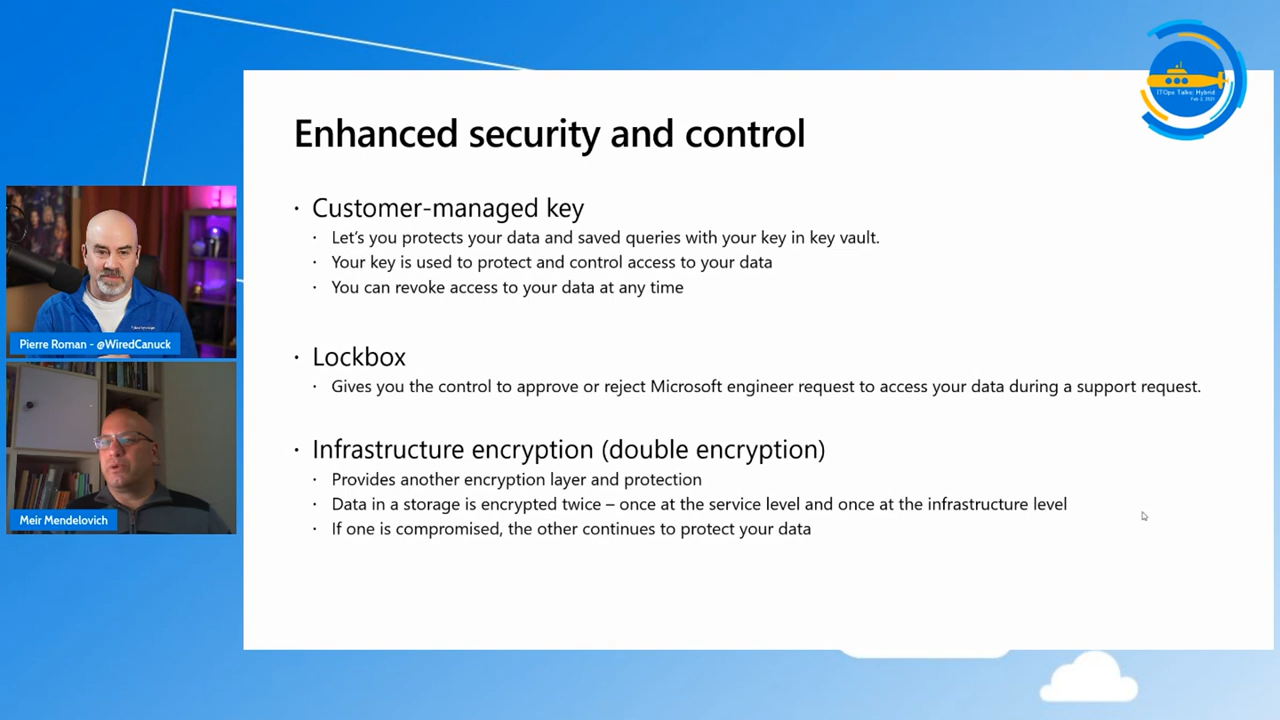 ITOps Talks: Hybrid
Feb 2, 2021
Enhanced security and control
· Customer-managed key
· Let's you protects your data and saved queries with your key in key vault.
· Your key is used to protect and control access to your data
· You can revoke access to your data at any time
Pierre Roman - @WiredCanuck
· Lockbox
· Gives you the control to approve or reject Microsoft engineer request to access your data during a support request.
· Infrastructure encryption (double encryption)
· Provides another encryption layer and protection
· Data in a storage is encrypted twice – once at the service level and once at the infrastructure level
Meir Mendelovich
· If one is compromised, the other continues to protect your data